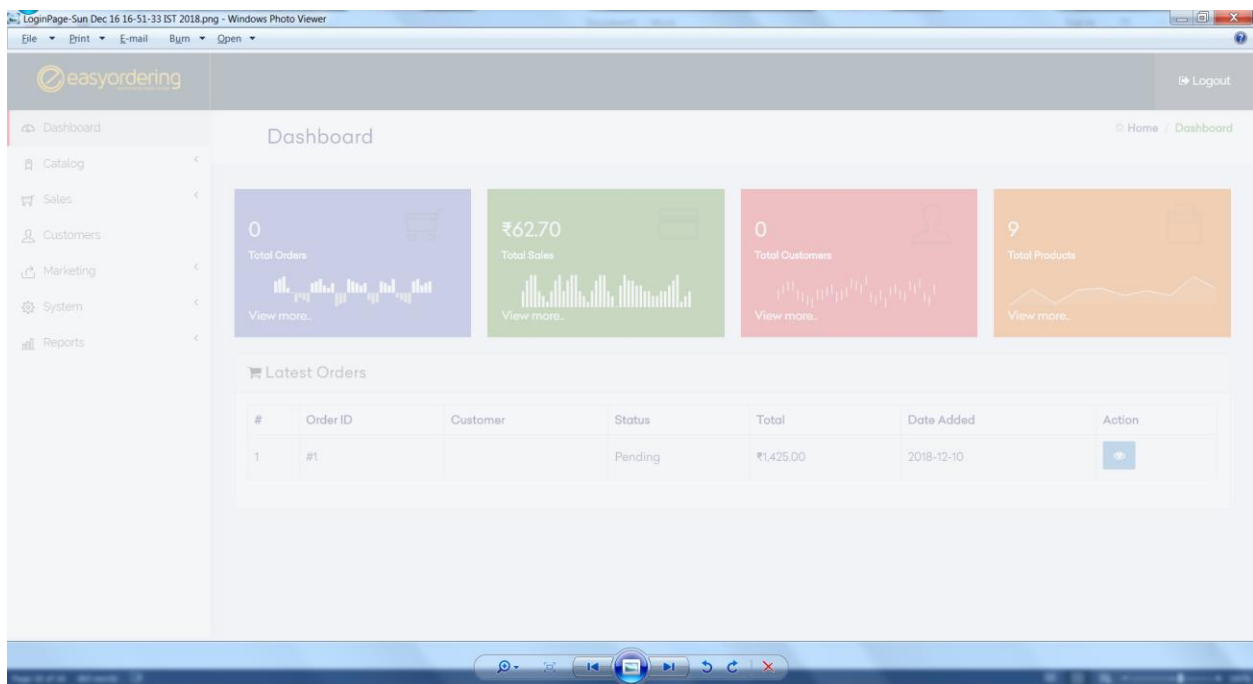 LoginPage-Sun Dec 16 16-51-33 IST 2018.png - Windows Photo Viewer
File Print E-mail Burn Open
easyordering
Logout
Dashboard
Catalog
Sales
Customers
Marketing
System
Reports
Dashboard
Home / Dashboard
0
Total Orders
View more..
₹62.70
Total Sales
View more..
0
Total Customers
View more..
9
Total Products
View more..
Latest Orders
# Order ID Customer Status Total Date Added Action
1 #1 Pending ₹1,425.00 2018-12-10